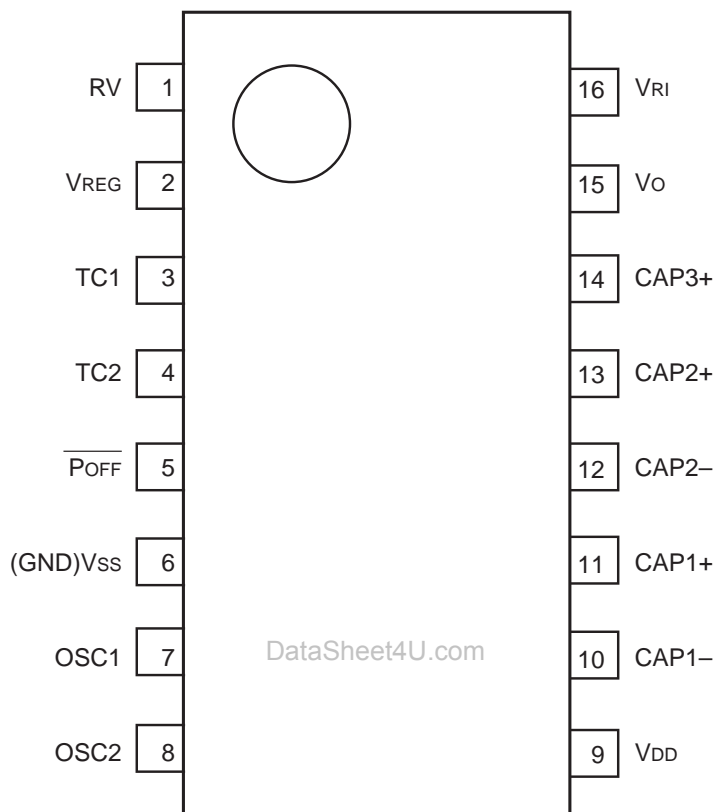 RV 1 16 VRI
VREG 2 15 VO
TC1 3 14 CAP3+
TC2 4 13 CAP2+
POFF 5 12 CAP2–
(GND)VSS 6 11 CAP1+
OSC1 7 DataSheet4U.com 10 CAP1–
OSC2 8 9 VDD